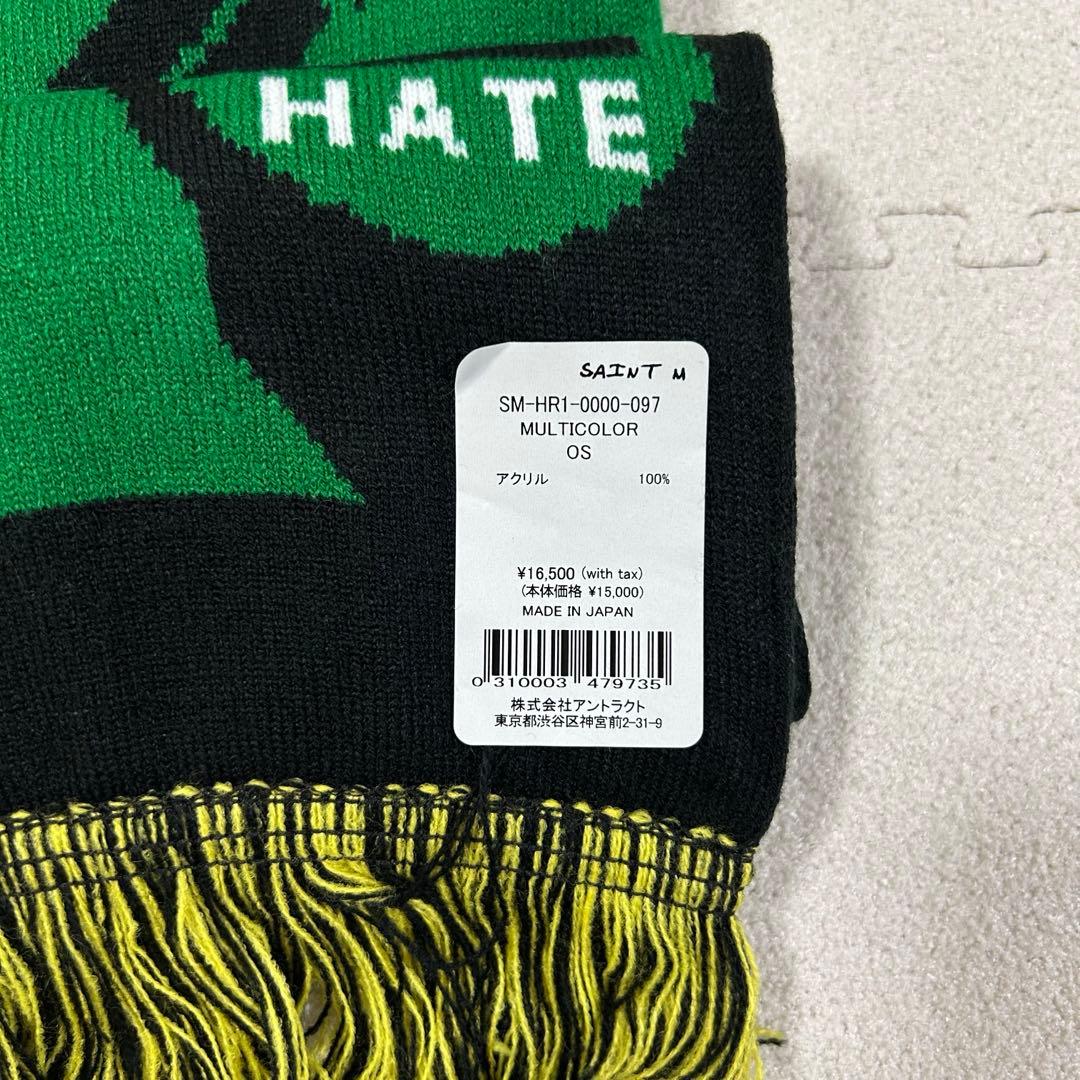 HATE
SAINT M
SM-HR1-0000-097
MULTICOLOR
OS
アクリル 100%
¥16,500 (with tax)
(本体価格 ¥15,000)
MADE IN JAPAN
0 310003 479735
株式会社アントラクト
東京都渋谷区神宮前2-31-9